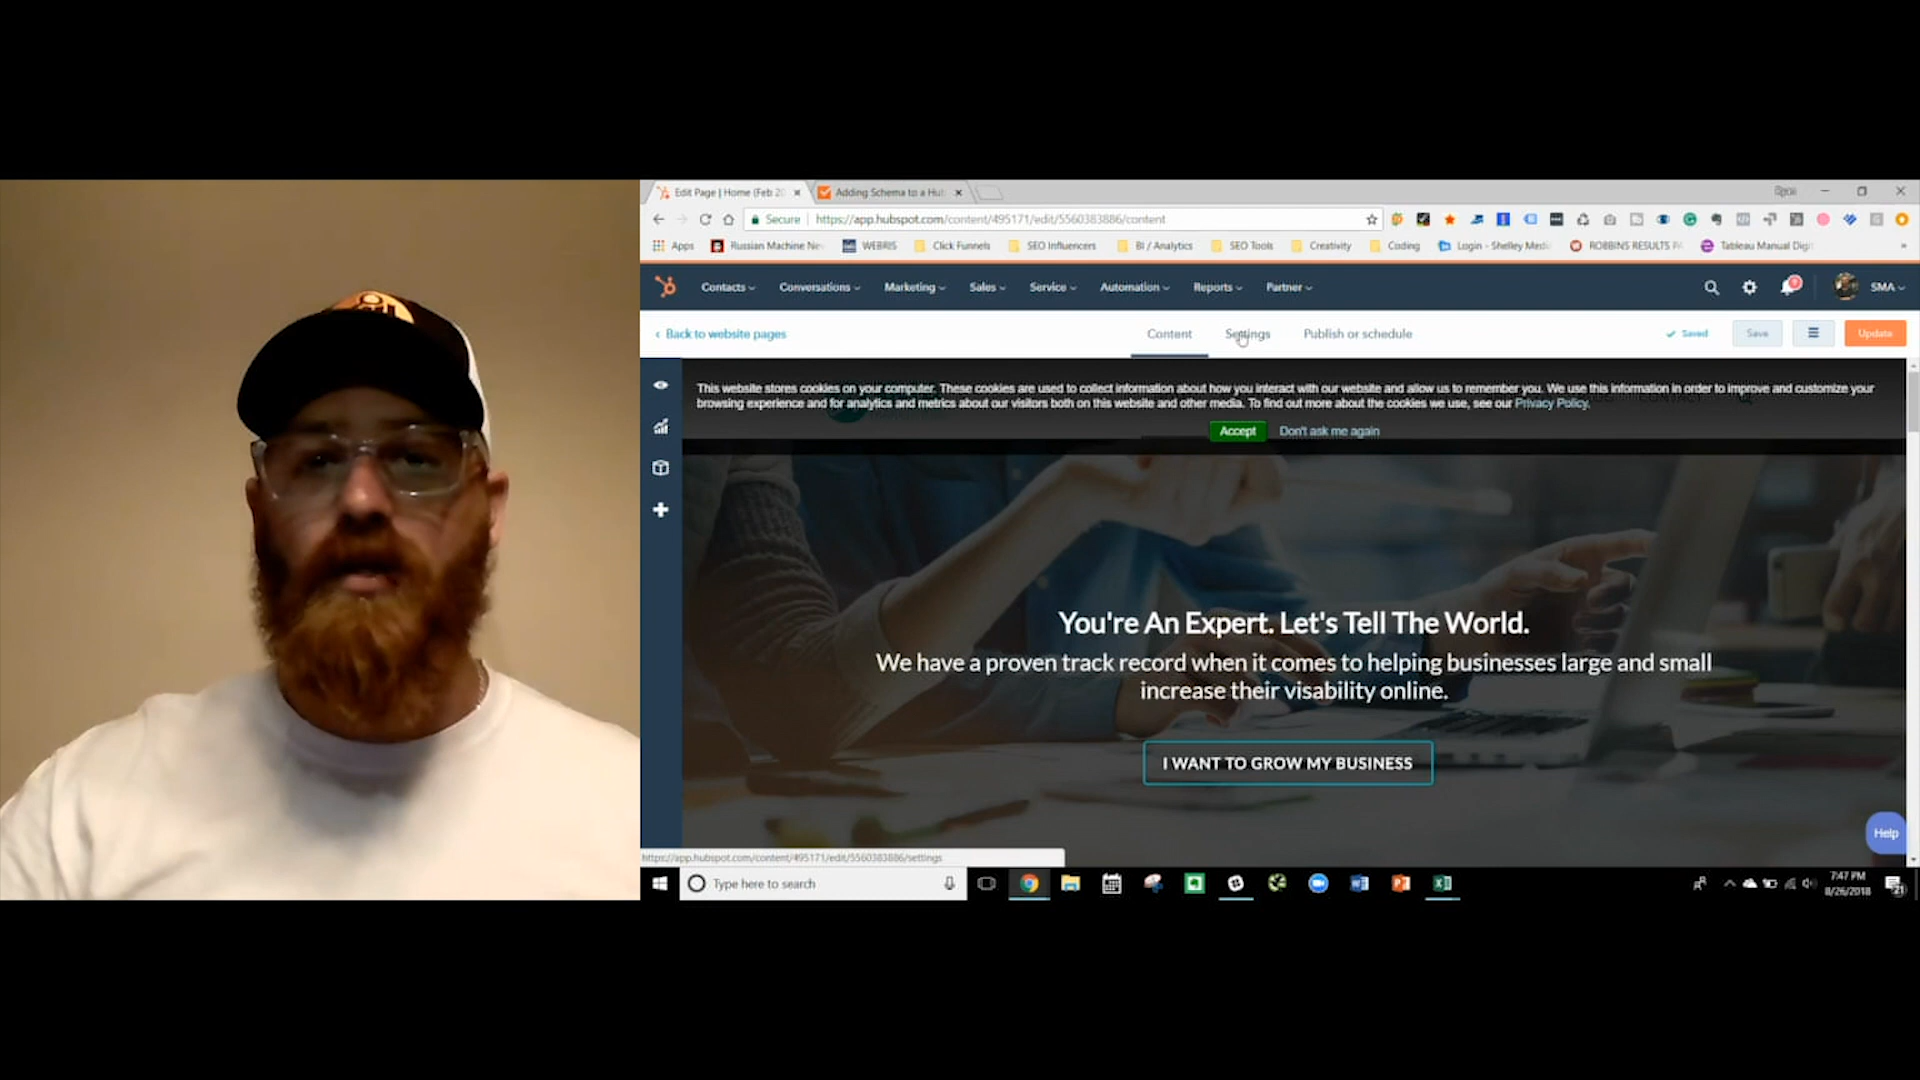 Edit Page | Home (Feb 20
Adding Schema to a Hub
Secure
https://app.hubspot.com/content/495171/edit/5560383886/content
Apps
Russian Machine Nev
WEBRIS
Click Funnels
SEO Influencers
BI / Analytics
SEO Tools
Creativity
Coding
Login - Shelley Medi
ROBBINS RESULTS PA
Tableau Manual Digi
Contacts
Conversations
Marketing
Sales
Service
Automation
Reports
Partner
SMA
Back to website pages
Content
Settings
Publish or schedule
Saved
Save
Update
This website stores cookies on your computer. These cookies are used to collect information about how you interact with our website and allow us to remember you. We use this information in order to improve and customize your
browsing experience and for analytics and metrics about our visitors both on this website and other media. To find out more about the cookies we use, see our Privacy Policy.
Accept
Don't ask me again
You're An Expert. Let's Tell The World.
We have a proven track record when it comes to helping businesses large and small
increase their visability online.
I WANT TO GROW MY BUSINESS
Help
https://app.hubspot.com/content/495171/edit/5560383886/settings
Type here to search
7:47 PM
8/26/2018
21